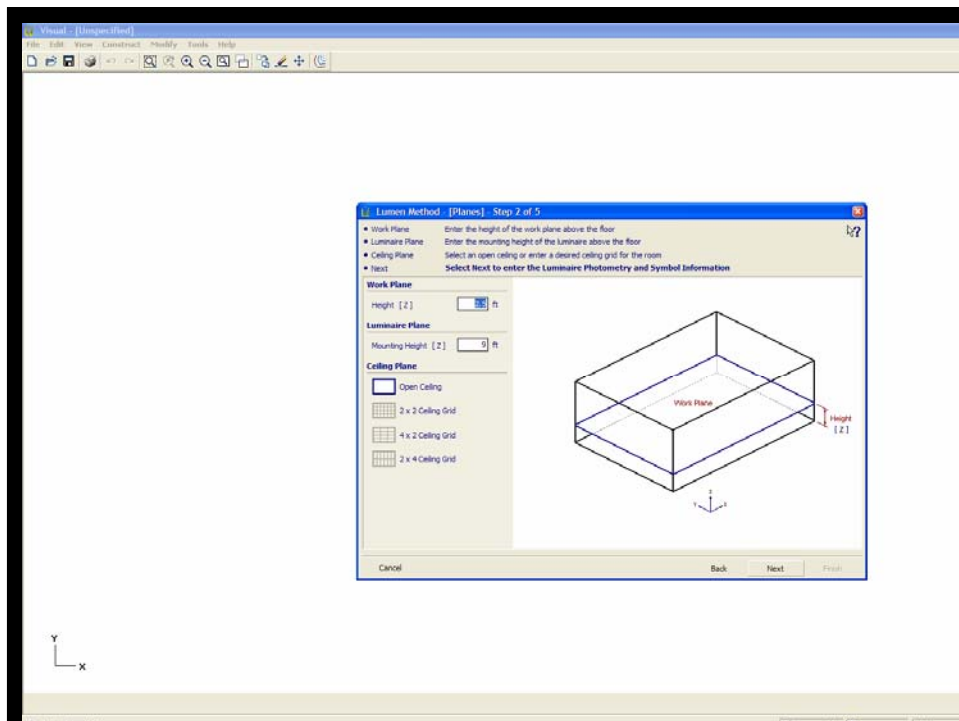 Visual - [Unspecified]
File Edit View Construct Modify Tools Help
Lumen Method - [Planes] - Step 2 of 5
• Work Plane Enter the height of the work plane above the floor
• Luminaire Plane Enter the mounting height of the luminaire above the floor
• Ceiling Plane Select an open ceiling or enter a desired ceiling grid for the room
• Next Select Next to enter the Luminaire Photometry and Symbol Information
Work Plane
Height [Z] 2.5 ft
Luminaire Plane
Mounting Height [Z] 9 ft
Ceiling Plane
Open Ceiling
2 x 2 Ceiling Grid
4 x 2 Ceiling Grid
2 x 4 Ceiling Grid
Work Plane
Height
[Z]
Cancel Back Next Finish
Y
X